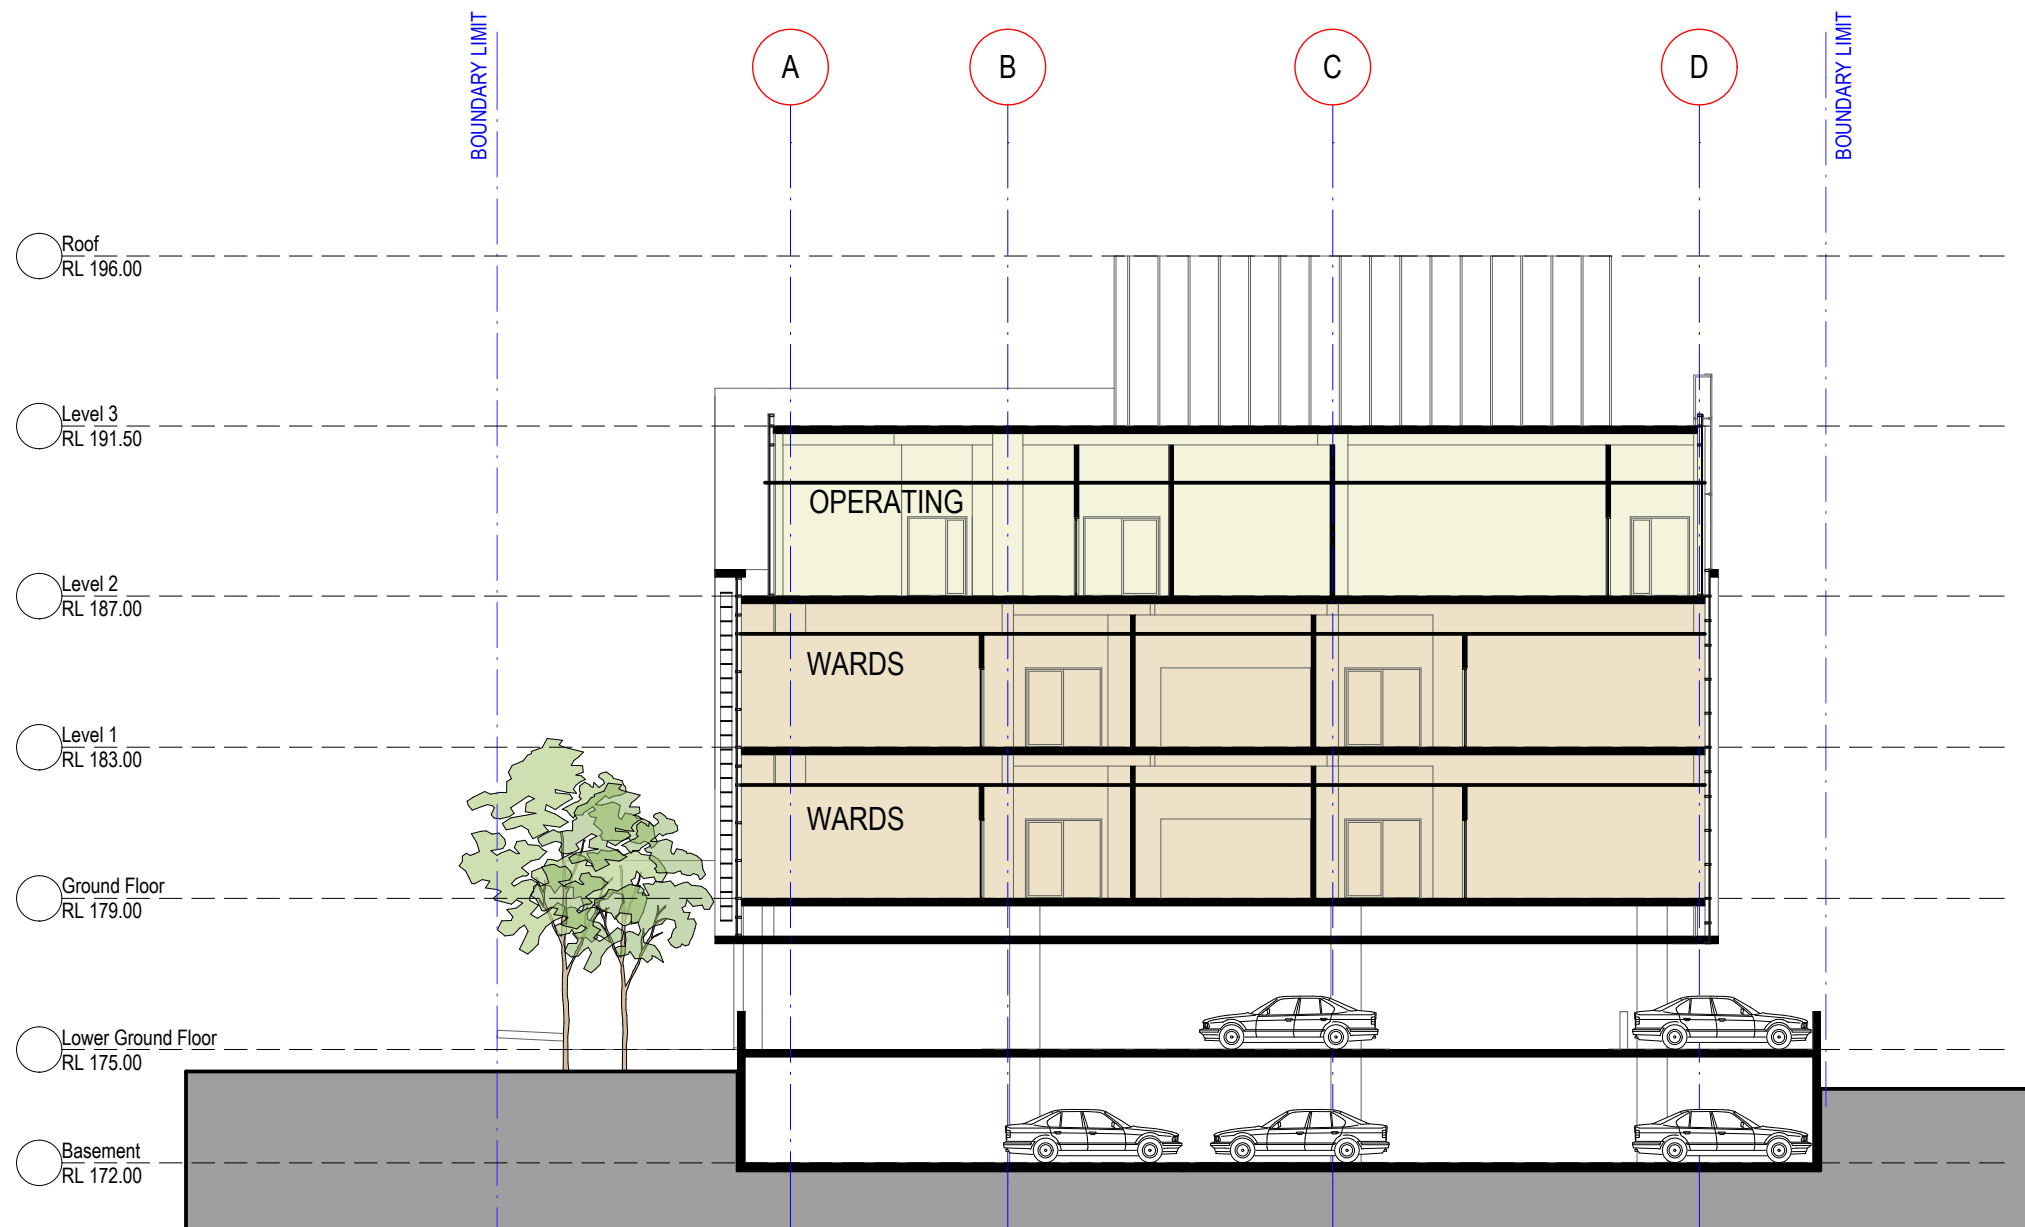 BOUNDARY LIMIT
A
B
C
D
BOUNDARY LIMIT
Roof
RL 196.00
Level 3
RL 191.50
OPERATING
Level 2
RL 187.00
WARDS
Level 1
RL 183.00
WARDS
Ground Floor
RL 179.00
Lower Ground Floor
RL 175.00
Basement
RL 172.00